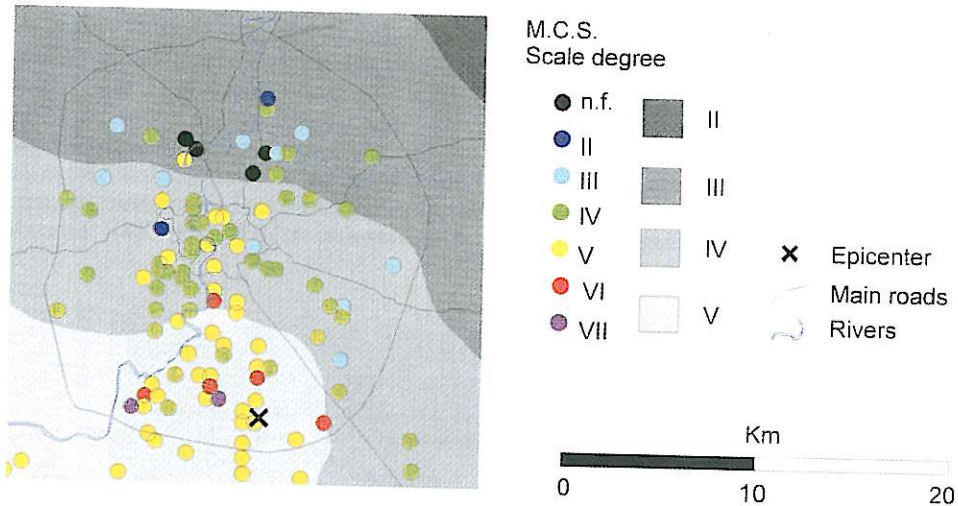 M.C.S.
Scale degree
n.f.
II
III
IV
V
VI
VII
II
III
IV
V
Epicenter
Main roads
Rivers
Km
0 10 20